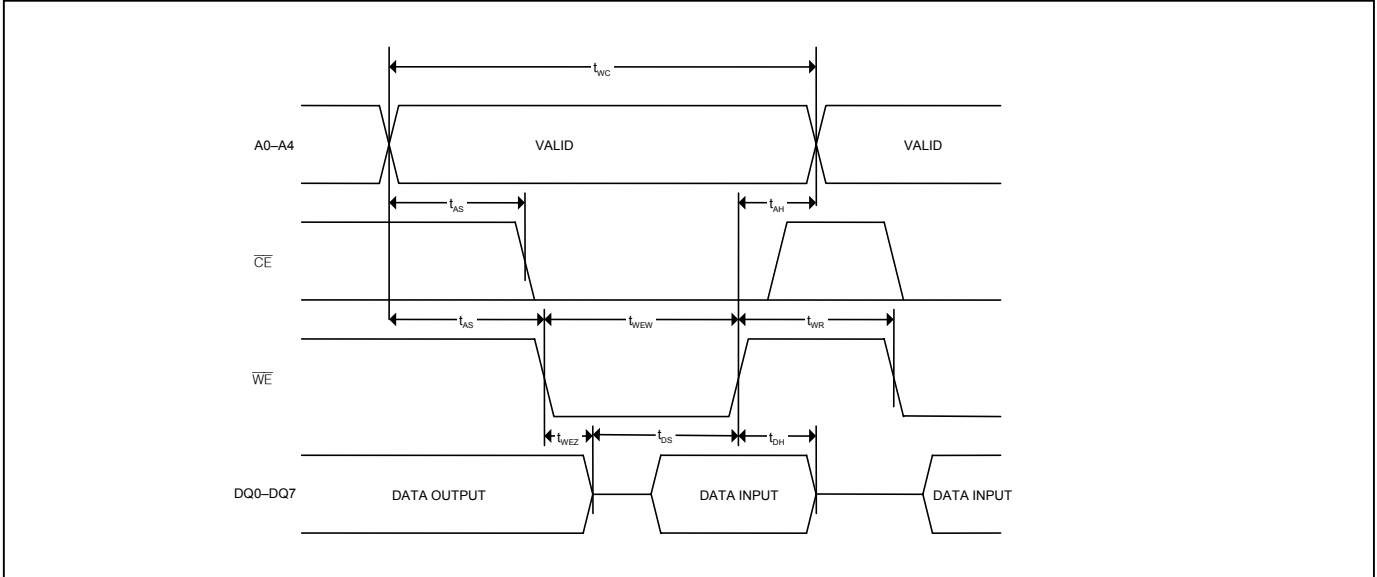 tWC
A0–A4
VALID
VALID
tAS
tAH
CE
tAS
tWEW
tWR
WE
tWEZ
tDS
tDH
DQ0–DQ7
DATA OUTPUT
DATA INPUT
DATA INPUT